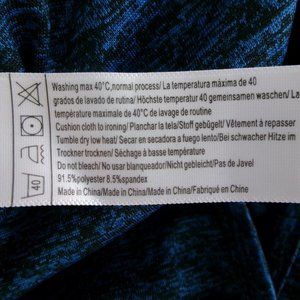 Washing max 40°C,normal process/ La temperatura máxima de 40
grados de lavado de rutina/ Höchste temperatur 40 gemeinsamen waschen/ La
température maximale de 40°C de lavage de routine
Cushion cloth to ironing/ Planchar la tela/Stoff gebügelt/ Vêtement à repasser
Tumble dry low heat/ Secar en secadora a fuego lento/Bei schwacher Hitze im
Trockner trocknen/ Séchage à basse température
Do not bleach/ No usar blanqueador/Nicht gebleicht/Pas de Javel
91.5%polyester 8.5%spandex
Made in China/Made in China/Made in China/Fabriqué en Chine
40